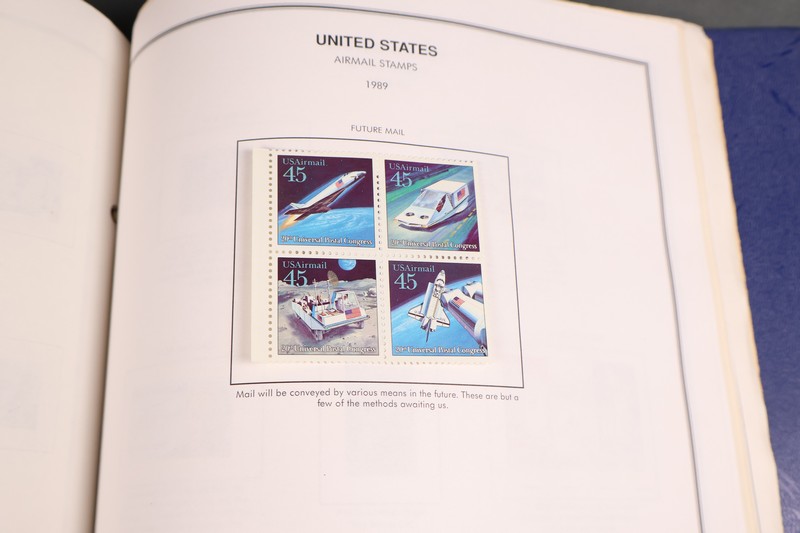 UNITED STATES
AIRMAIL STAMPS
1989
FUTURE MAIL
USAirmail
45
20th Universal Postal Congress
USAirmail
45
20th Universal Postal Congress
USAirmail
45
20th Universal Postal Congress
USAirmail
45
20th Universal Postal Congress
Mail will be conveyed by various means in the future. These are but a
few of the methods awaiting us.